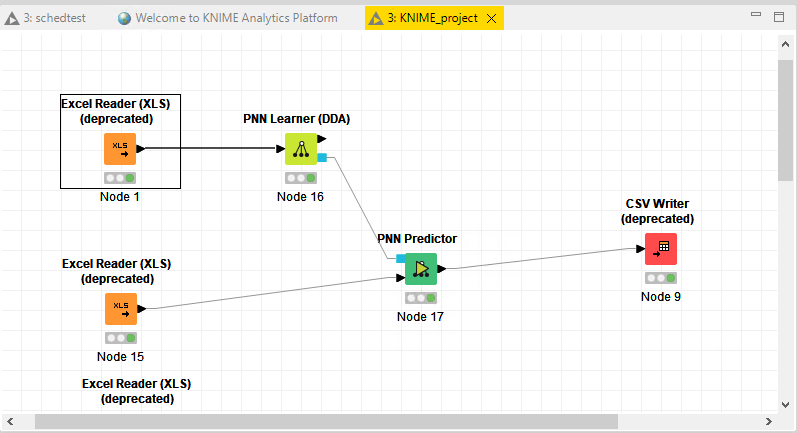 3: schedtest
Welcome to KNIME Analytics Platform
3: KNIME_project
Excel Reader (XLS)
(deprecated)
XLS
Node 1
PNN Learner (DDA)
Node 16
CSV Writer
(deprecated)
Node 9
PNN Predictor
Node 17
Excel Reader (XLS)
(deprecated)
XLS
Node 15
Excel Reader (XLS)
(deprecated)